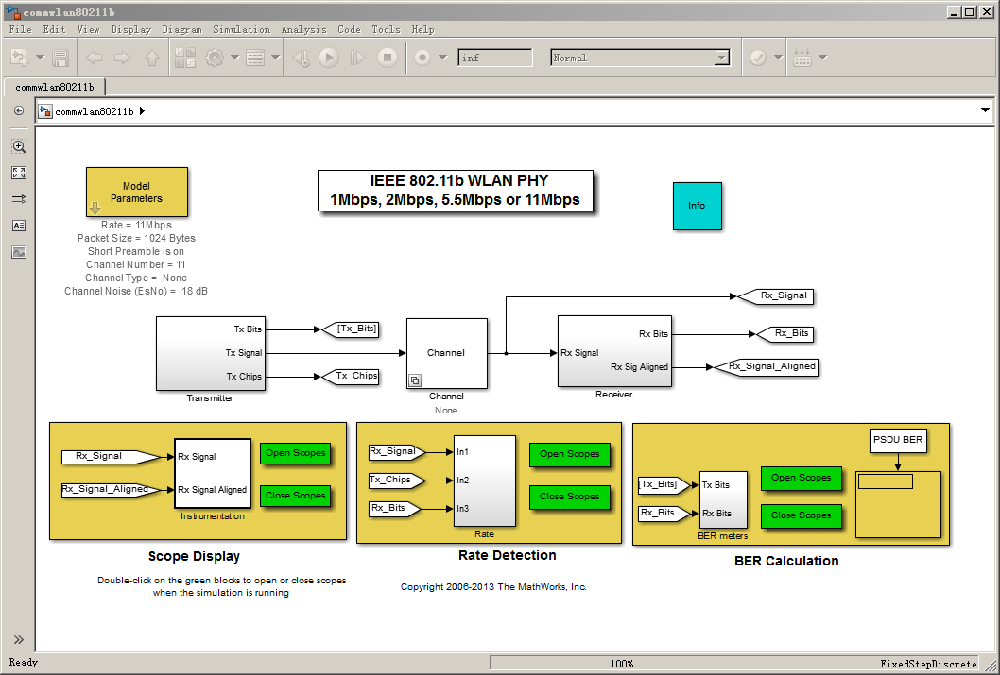 commwlan80211b
File Edit View Display Diagram Simulation Analysis Code Tools Help
inf
Normal
commwlan80211b
commwlan80211b
Model
Parameters
Rate = 11Mbps
Packet Size = 1024 Bytes
Short Preamble is on
Channel Number = 11
Channel Type = None
Channel Noise (EsNo) = 18 dB
IEEE 802.11b WLAN PHY
1Mbps, 2Mbps, 5.5Mbps or 11Mbps
Info
Tx Bits
Tx Signal
Tx Chips
Transmitter
[Tx_Bits]
Tx_Chips
Channel
Channel
None
Rx Signal
Rx Bits
Rx Sig Aligned
Receiver
Rx_Signal
Rx_Bits
Rx_Signal_Aligned
Rx_Signal
Rx_Signal_Aligned
Rx Signal
Rx Signal Aligned
Instrumentation
Open Scopes
Close Scopes
Scope Display
Double-click on the green blocks to open or close scopes
when the simulation is running
Rx_Signal
Tx_Chips
Rx_Bits
In1
In2
In3
Rate
Open Scopes
Close Scopes
Rate Detection
Copyright 2006-2013 The MathWorks, Inc.
[Tx_Bits]
Rx_Bits
Tx Bits
Rx Bits
BER meters
Open Scopes
Close Scopes
PSDU BER
BER Calculation
Ready
100%
FixedStepDiscrete